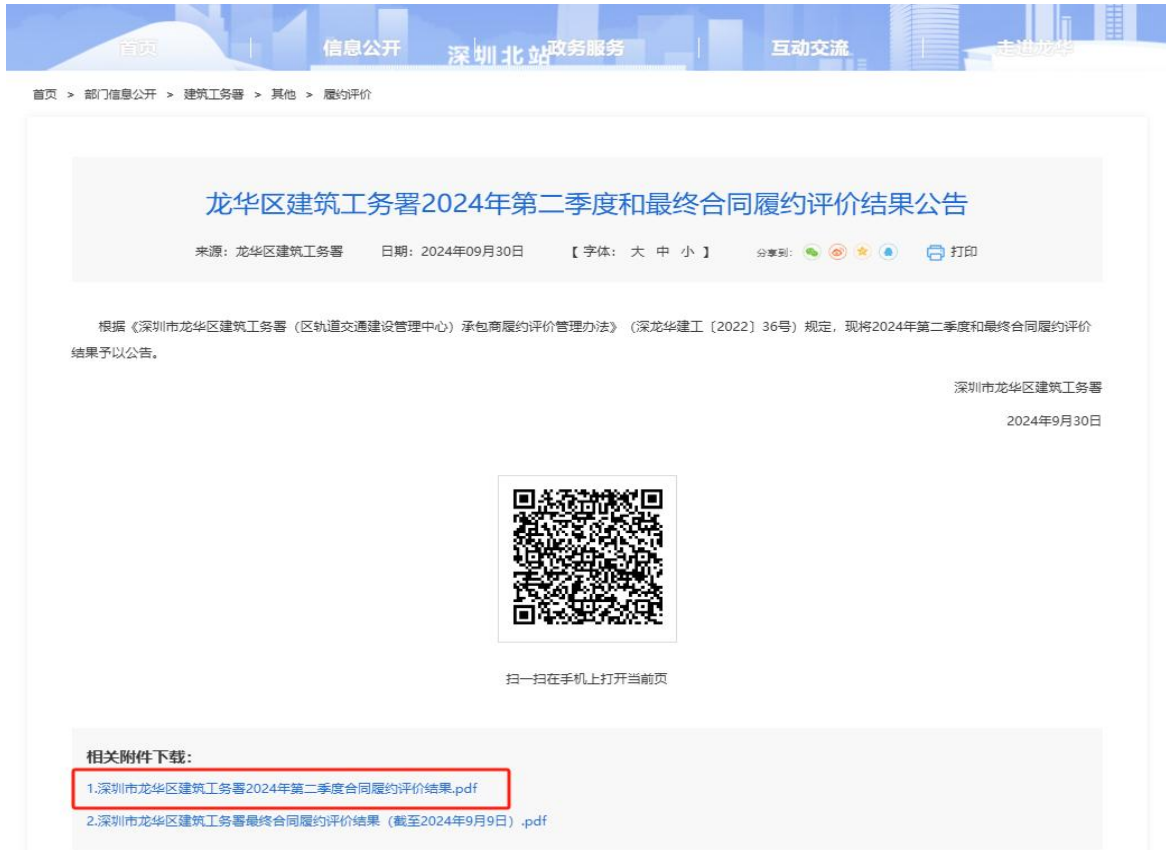 首页 信息公开 深圳北站 政务服务 互动交流 走进龙华
首页 > 部门信息公开 > 建筑工务署 > 其他 > 履约评价
龙华区建筑工务署2024年第二季度和最终合同履约评价结果公告
来源：龙华区建筑工务署 日期：2024年09月30日 【 字体： 大 中 小 】 分享到： 打印
根据《深圳市龙华区建筑工务署（区轨道交通建设管理中心）承包商履约评价管理办法》（深龙华建工〔2022〕36号）规定，现将2024年第二季度和最终合同履约评价
结果予以公告。
深圳市龙华区建筑工务署
2024年9月30日
扫一扫在手机上打开当前页
相关附件下载：
1.深圳市龙华区建筑工务署2024年第二季度合同履约评价结果.pdf
2.深圳市龙华区建筑工务署最终合同履约评价结果（截至2024年9月9日）.pdf